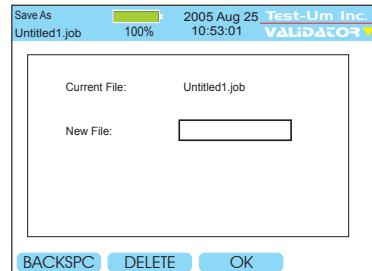 Save As 2005 Aug 25 Test-Um Inc.
Untitled1.job 100% 10:53:01 VALIDATOR
Current File: Untitled1.job
New File:
BACKSPC DELETE OK